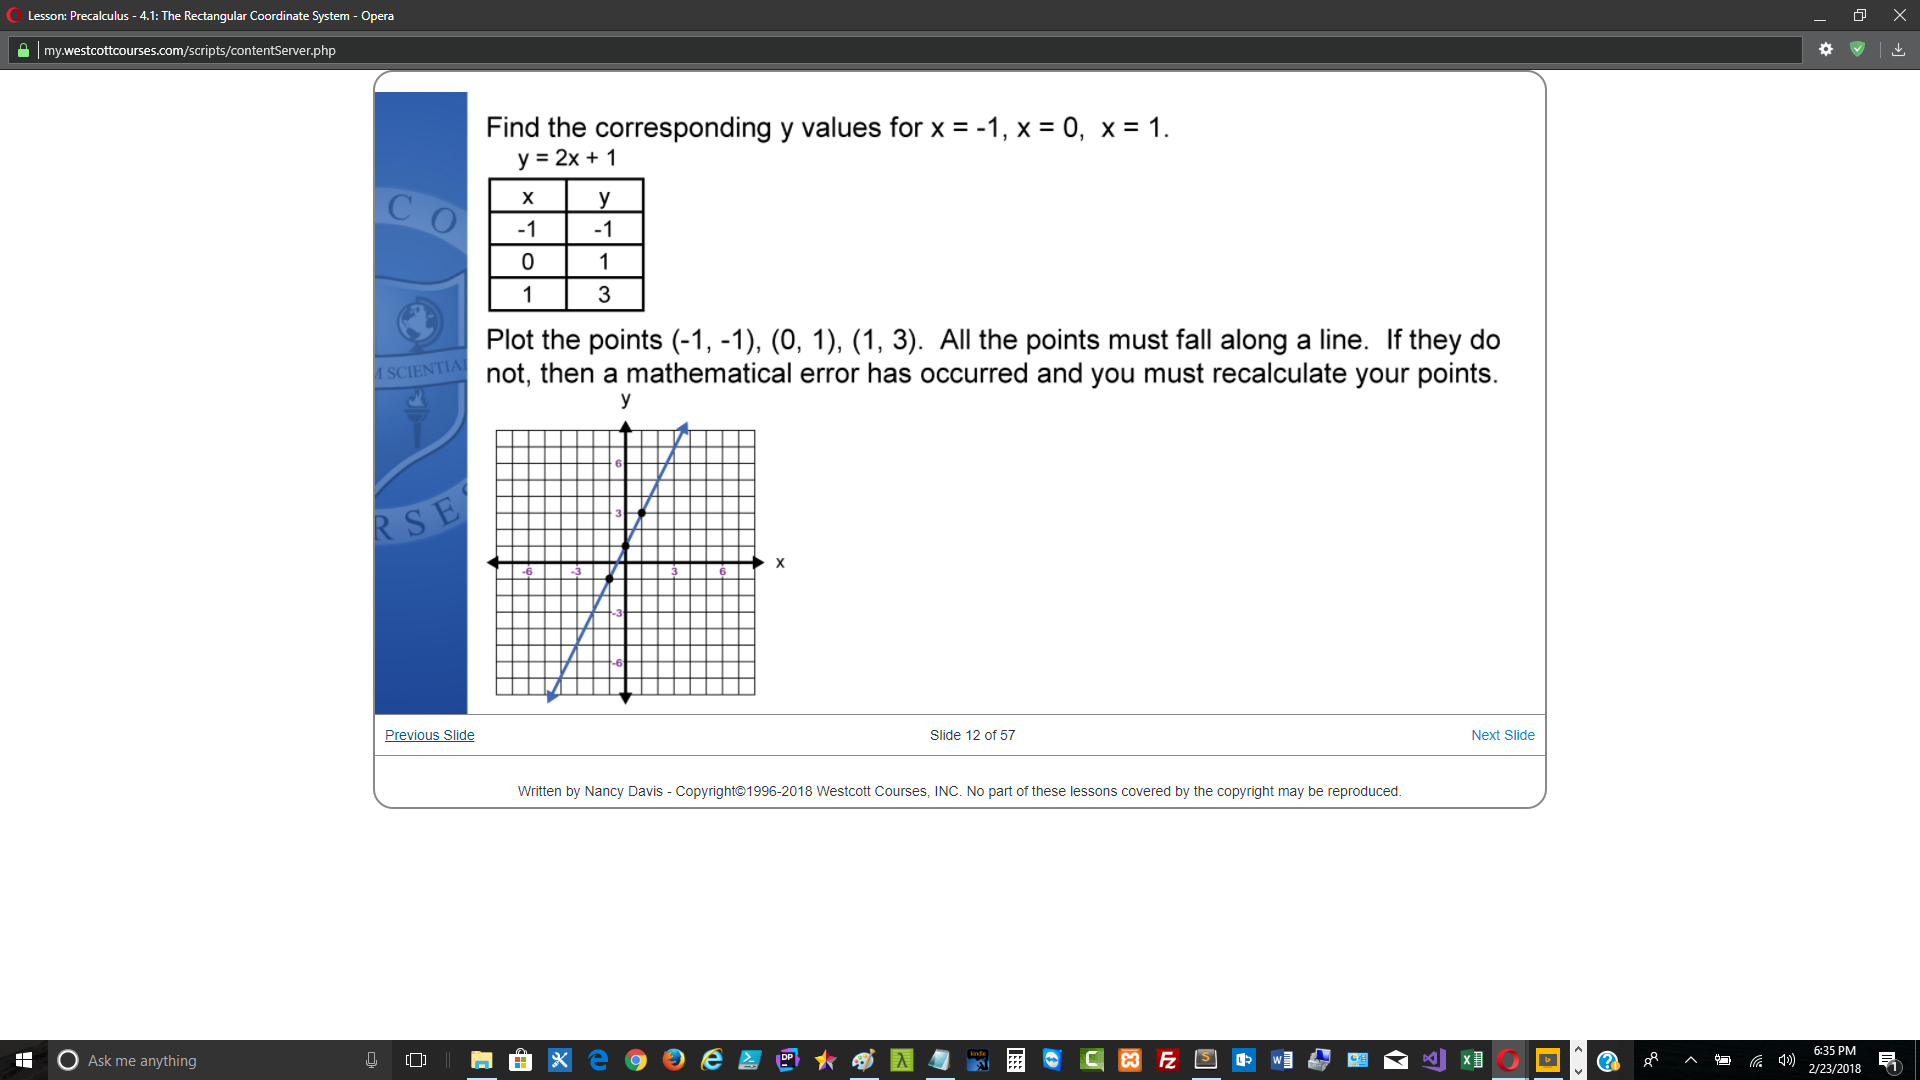 Lesson: Precalculus - 4.1: The Rectangular Coordinate System - Opera
my.westcottcourses.com/scripts/contentServer.php
Find the corresponding y values for x = -1, x = 0,  x = 1.
y = 2x + 1
x y
-1 -1
0 1
1 3
Plot the points (-1, -1), (0, 1), (1, 3).  All the points must fall along a line.  If they do
not, then a mathematical error has occurred and you must recalculate your points.
C O
M SCIENTIA
R S E
y
6
3
x
-6 -3 3 6
-3
-6
Previous Slide
Slide 12 of 57
Next Slide
Written by Nancy Davis - Copyright©1996-2018 Westcott Courses, INC. No part of these lessons covered by the copyright may be reproduced.
Ask me anything
DP
kindle
6:35 PM
2/23/2018
1